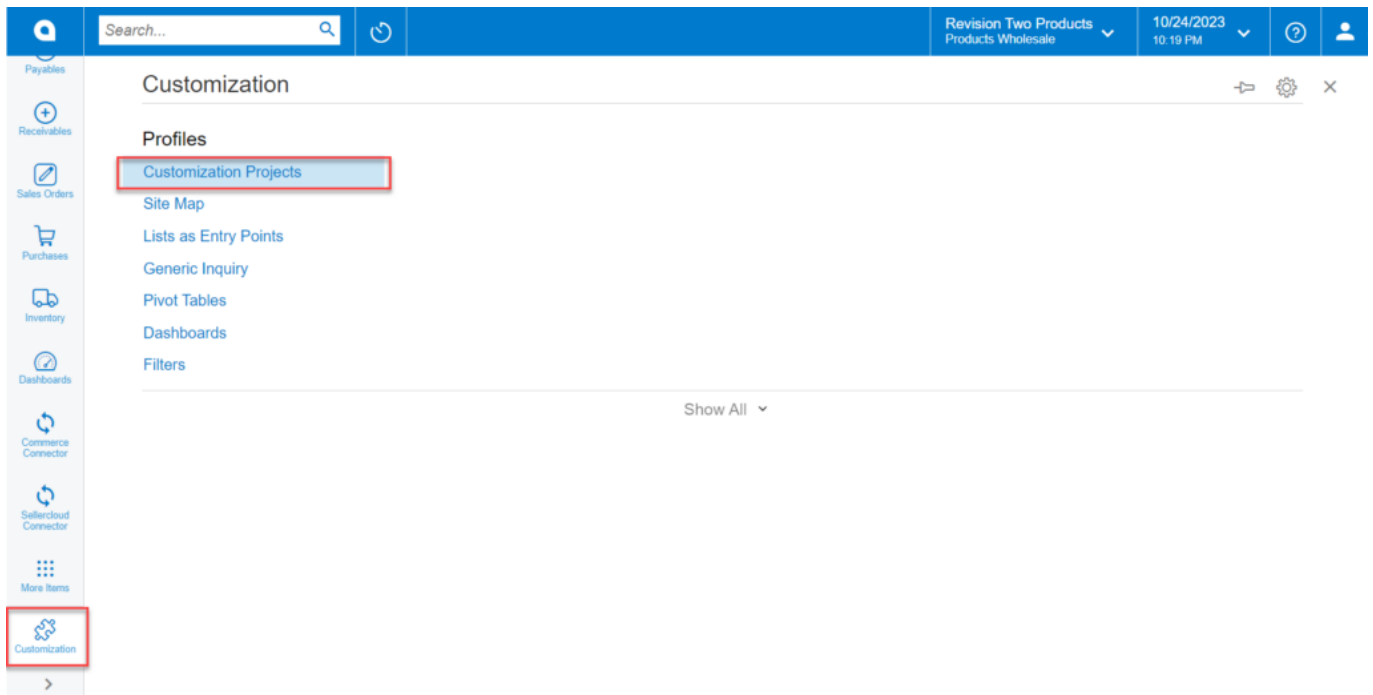 Search...
Revision Two Products
Products Wholesale
10/24/2023
10:19 PM
Payables
Receivables
Sales Orders
Purchases
Inventory
Dashboards
Commerce
Connector
Sellercloud
Connector
More Items
Customization
Customization
Profiles
Customization Projects
Site Map
Lists as Entry Points
Generic Inquiry
Pivot Tables
Dashboards
Filters
Show All